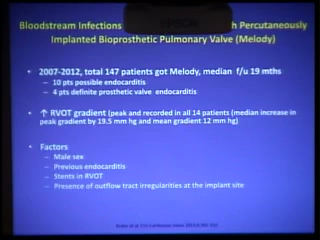 Bloodstream Infections h Percutaneously
Implanted Bioprosthetic Pulmonary Valve (Melody)
• 2007-2012, total 147 patients got Melody, median f/u 19 mths
– 10 pts possible endocarditis
– 4 pts definite prosthetic valve endocarditis
• ↑ RVOT gradient (peak and recorded in all 14 patients (median increase in
peak gradient by 19.5 mm hg and mean gradient 12 mm hg)
• Factors
– Male sex
– Previous endocarditis
– Stents in RVOT
– Presence of outflow tract irregularities at the implant site